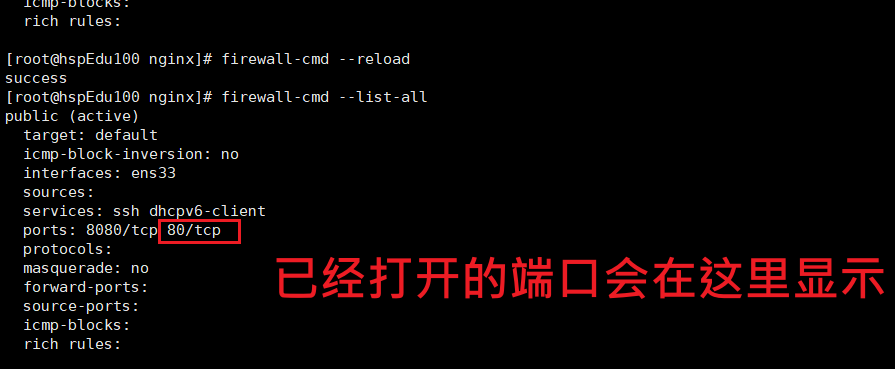 icmp-blocks:
rich rules:
[root@hspEdu100 nginx]# firewall-cmd --reload
success
[root@hspEdu100 nginx]# firewall-cmd --list-all
public (active)
target: default
icmp-block-inversion: no
interfaces: ens33
sources:
services: ssh dhcpv6-client
ports: 8080/tcp 80/tcp
protocols:
masquerade: no
forward-ports:
source-ports:
icmp-blocks:
rich rules:
已经打开的端口会在这里显示